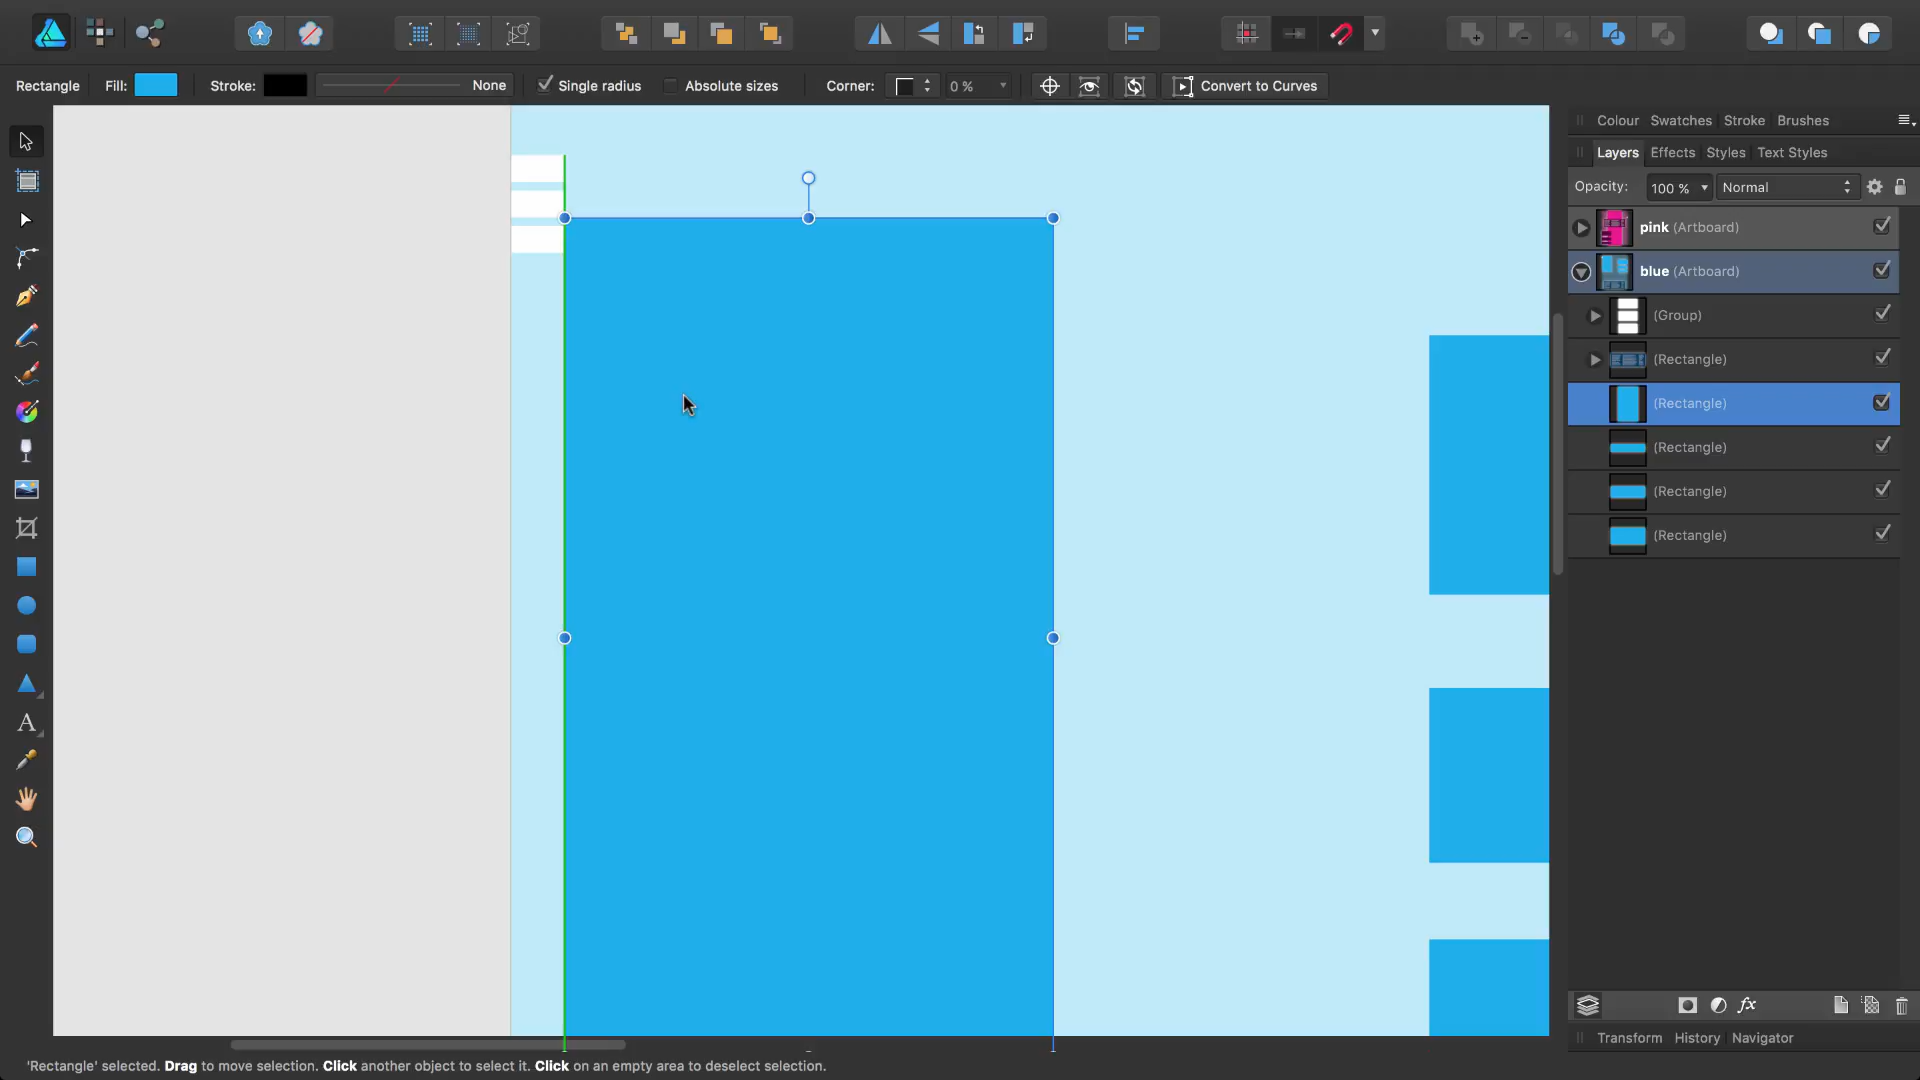 Rectangle Fill: Stroke: None Single radius Absolute sizes Corner: 0 % Convert to Curves
Colour Swatches Stroke Brushes
Layers Effects Styles Text Styles
Opacity: 100 % Normal
pink (Artboard)
blue (Artboard)
(Group)
(Rectangle)
(Rectangle)
(Rectangle)
(Rectangle)
(Rectangle)
A
fx
Transform History Navigator
'Rectangle' selected. Drag to move selection. Click another object to select it. Click on an empty area to deselect selection.